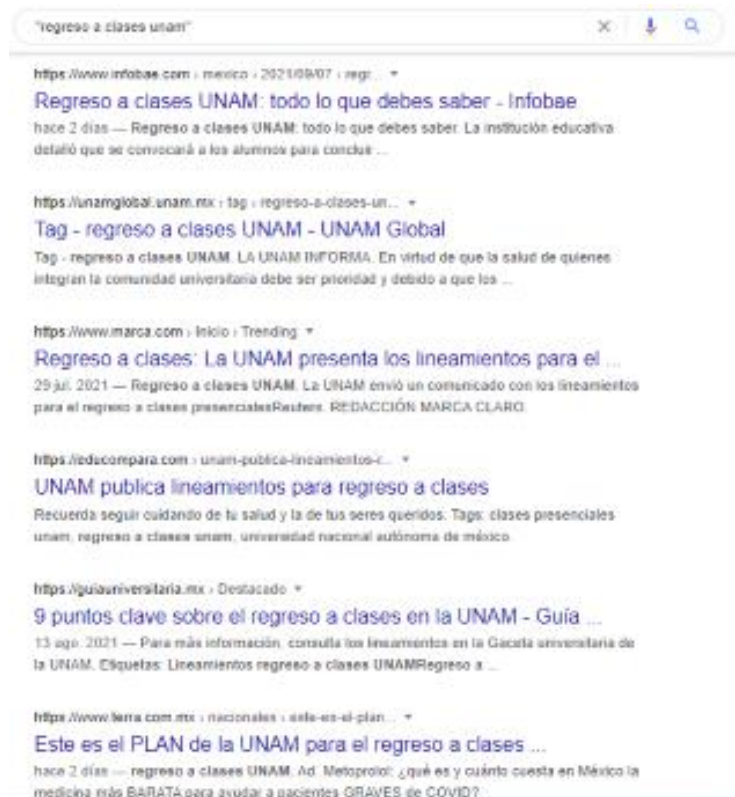 "regreso a clases unam"
https://www.infobae.com › mexico › 2021/09/07 › regr...
Regreso a clases UNAM: todo lo que debes saber - Infobae
hace 2 días — Regreso a clases UNAM: todo lo que debes saber. La institución educativa
detalló que se convocará a los alumnos para concluir ...
https://unamglobal.unam.mx › tag › regreso-a-clases-un...
Tag - regreso a clases UNAM - UNAM Global
Tag - regreso a clases UNAM. LA UNAM INFORMA. En virtud de que la salud de quienes
integran la comunidad universitaria debe ser prioridad y debido a que los ...
https://www.marca.com › Inicio › Trending
Regreso a clases: La UNAM presenta los lineamientos para el ...
29 jul. 2021 — Regreso a clases UNAM. La UNAM envió un comunicado con los lineamientos
para el regreso a clases presencialesReuters. REDACCIÓN MARCA CLARO.
https://educompara.com › unam-publica-lineamientos-r...
UNAM publica lineamientos para regreso a clases
Recuerda seguir cuidando de tu salud y la de tus seres queridos. Tags: clases presenciales
unam, regreso a clases unam, universidad nacional autónoma de méxico.
https://guiauniversitaria.mx › Destacado
9 puntos clave sobre el regreso a clases en la UNAM - Guía ...
13 ago. 2021 — Para más información, consulta los lineamientos en la Gaceta universitaria de
la UNAM. Etiquetas: Lineamientos regreso a clases UNAMRegreso a ...
https://www.terra.com.mx › nacionales › este-es-el-plan...
Este es el PLAN de la UNAM para el regreso a clases ...
hace 2 días — regreso a clases UNAM. Ad. Metoprolol: ¿qué es y cuánto cuesta en México la
medicina más BARATA para ayudar a pacientes GRAVES de COVID?